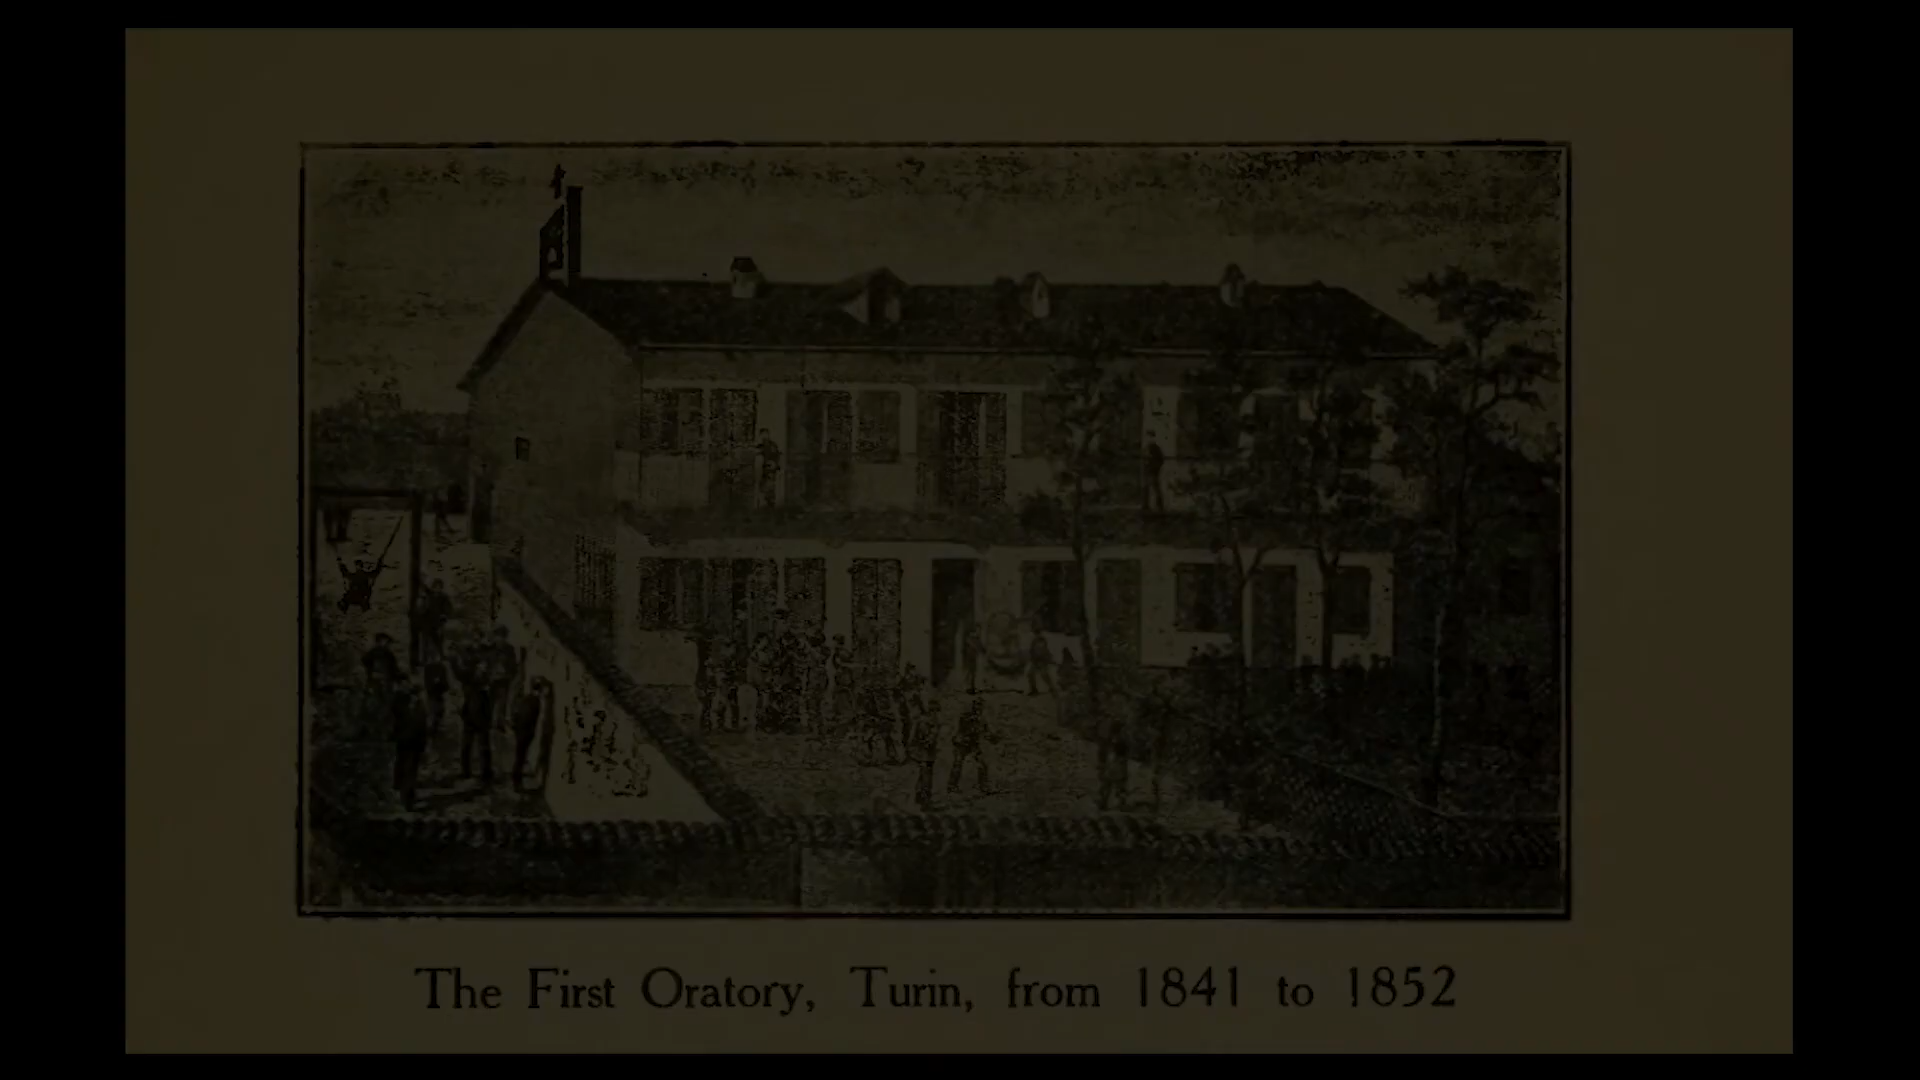 The First Oratory, Turin, from 1841 to 1852